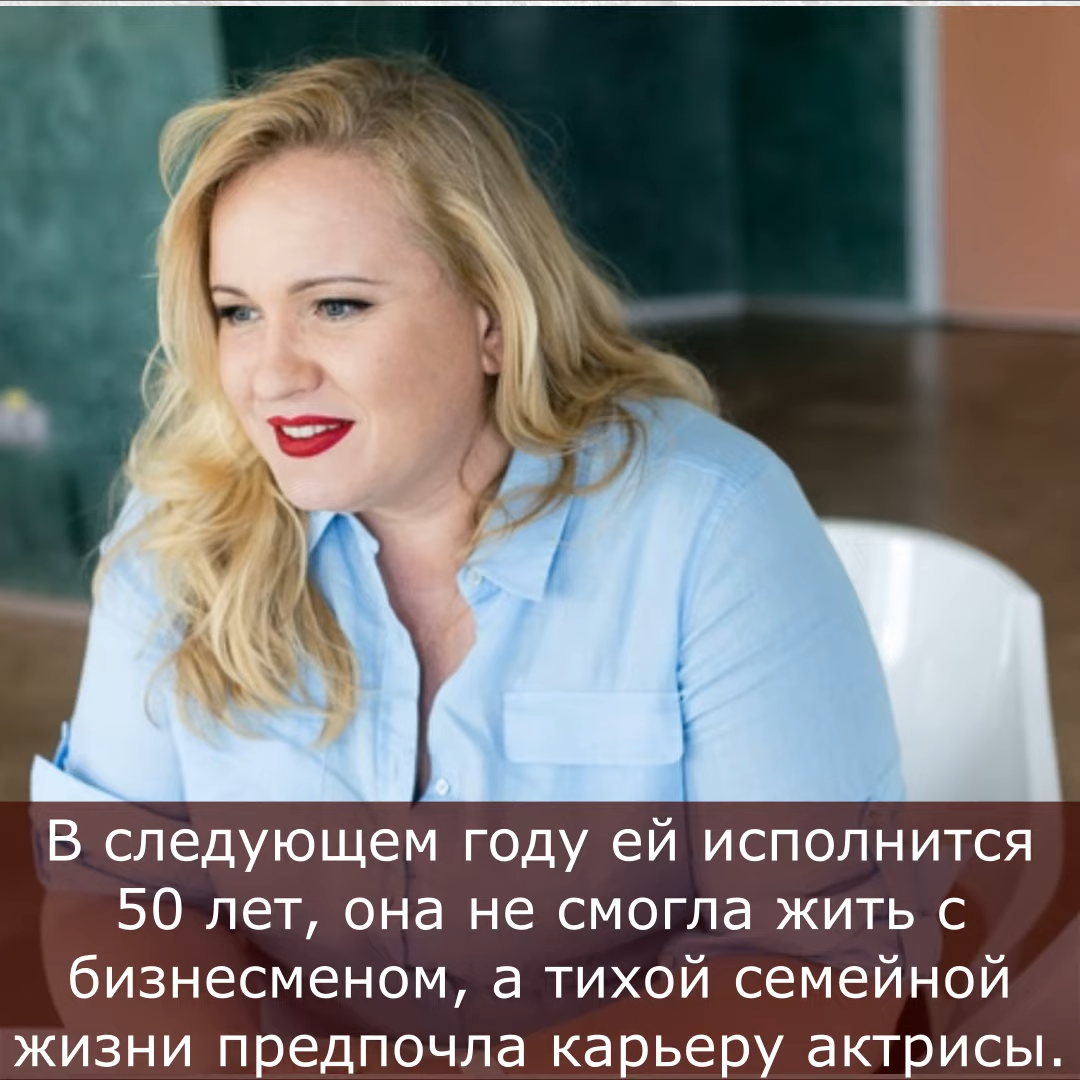 В следующем году ей исполнится
50 лет, она не смогла жить с
бизнесменом, а тихой семейной
жизни предпочла карьеру актрисы.